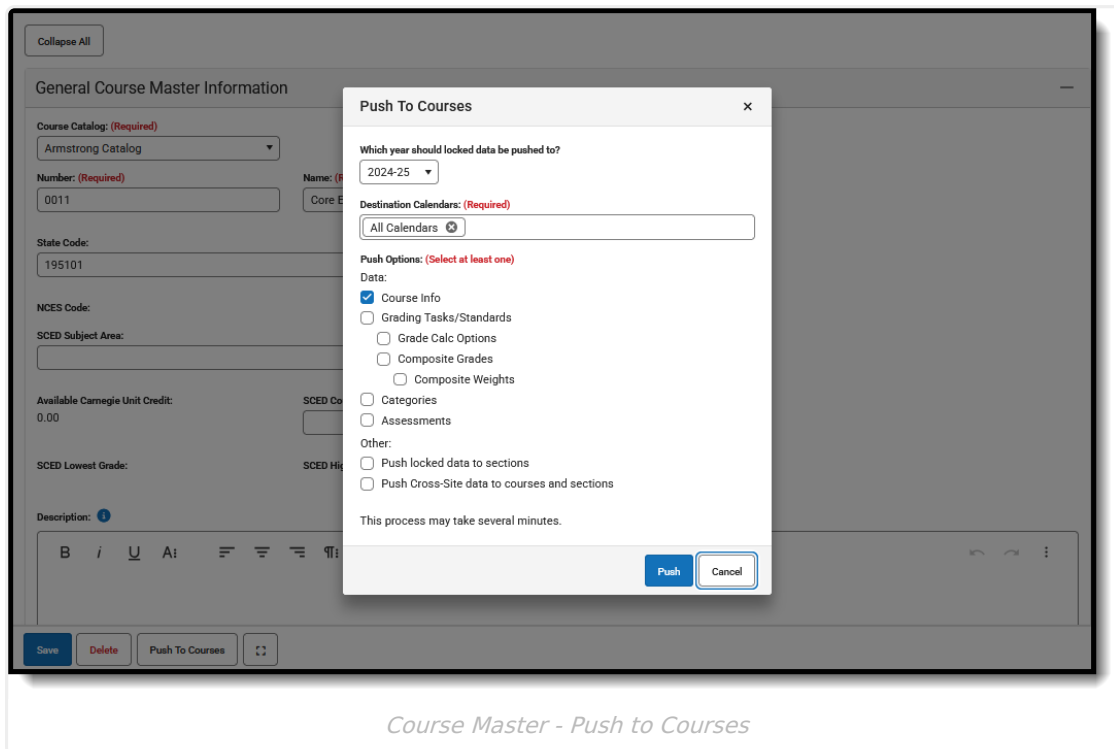 Collapse All
General Course Master Information
Course Catalog: (Required)
Armstrong Catalog
Number: (Required)
Name:
0011
Core
State Code:
195101
NCES Code:
SCED Subject Area:
Available Carnegie Unit Credit:
SCED
0.00
SCED Lowest Grade:
SCED
Description:
B i U A
Save
Delete
Push To Courses
Push To Courses
Which year should locked data be pushed to?
2024-25
Destination Calendars: (Required)
All Calendars
Push Options: (Select at least one)
Data:
Course Info
Grading Tasks/Standards
Grade Calc Options
Composite Grades
Composite Weights
Categories
Assessments
Other:
Push locked data to sections
Push Cross-Site data to courses and sections
This process may take several minutes.
Push
Cancel
Course Master - Push to Courses